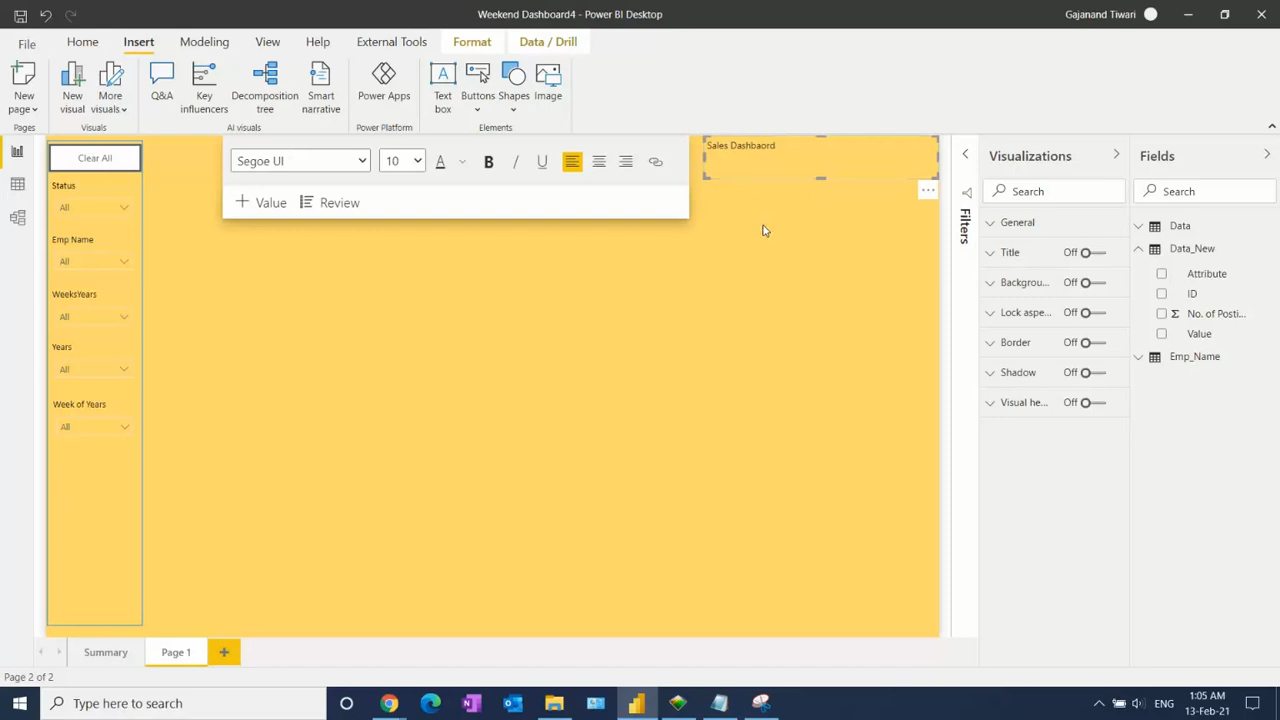 Weekend Dashboard4 - Power BI Desktop
Gajanand Tiwari
File
Home
Insert
Modeling
View
Help
External Tools
Format
Data / Drill
New page
New visual
More visuals
Q&A
Key influencers
Decomposition tree
Smart narrative
Power Apps
Text box
Buttons
Shapes
Image
Pages
Visuals
AI visuals
Power Platform
Elements
Clear All
Status
All
Emp Name
All
WeeksYears
All
Years
All
Week of Years
All
Segoe UI
10
A
B
I
U
+ Value
Review
Sales Dashbaord
Filters
Visualizations
Search
General
Title Off
Backgrou... Off
Lock aspe... Off
Border Off
Shadow Off
Visual he... Off
Fields
Search
Data
Data_New
Attribute
ID
Σ No. of Posti...
Value
Emp_Name
Summary
Page 1
+
Page 2 of 2
Type here to search
ENG
1:05 AM
13-Feb-21